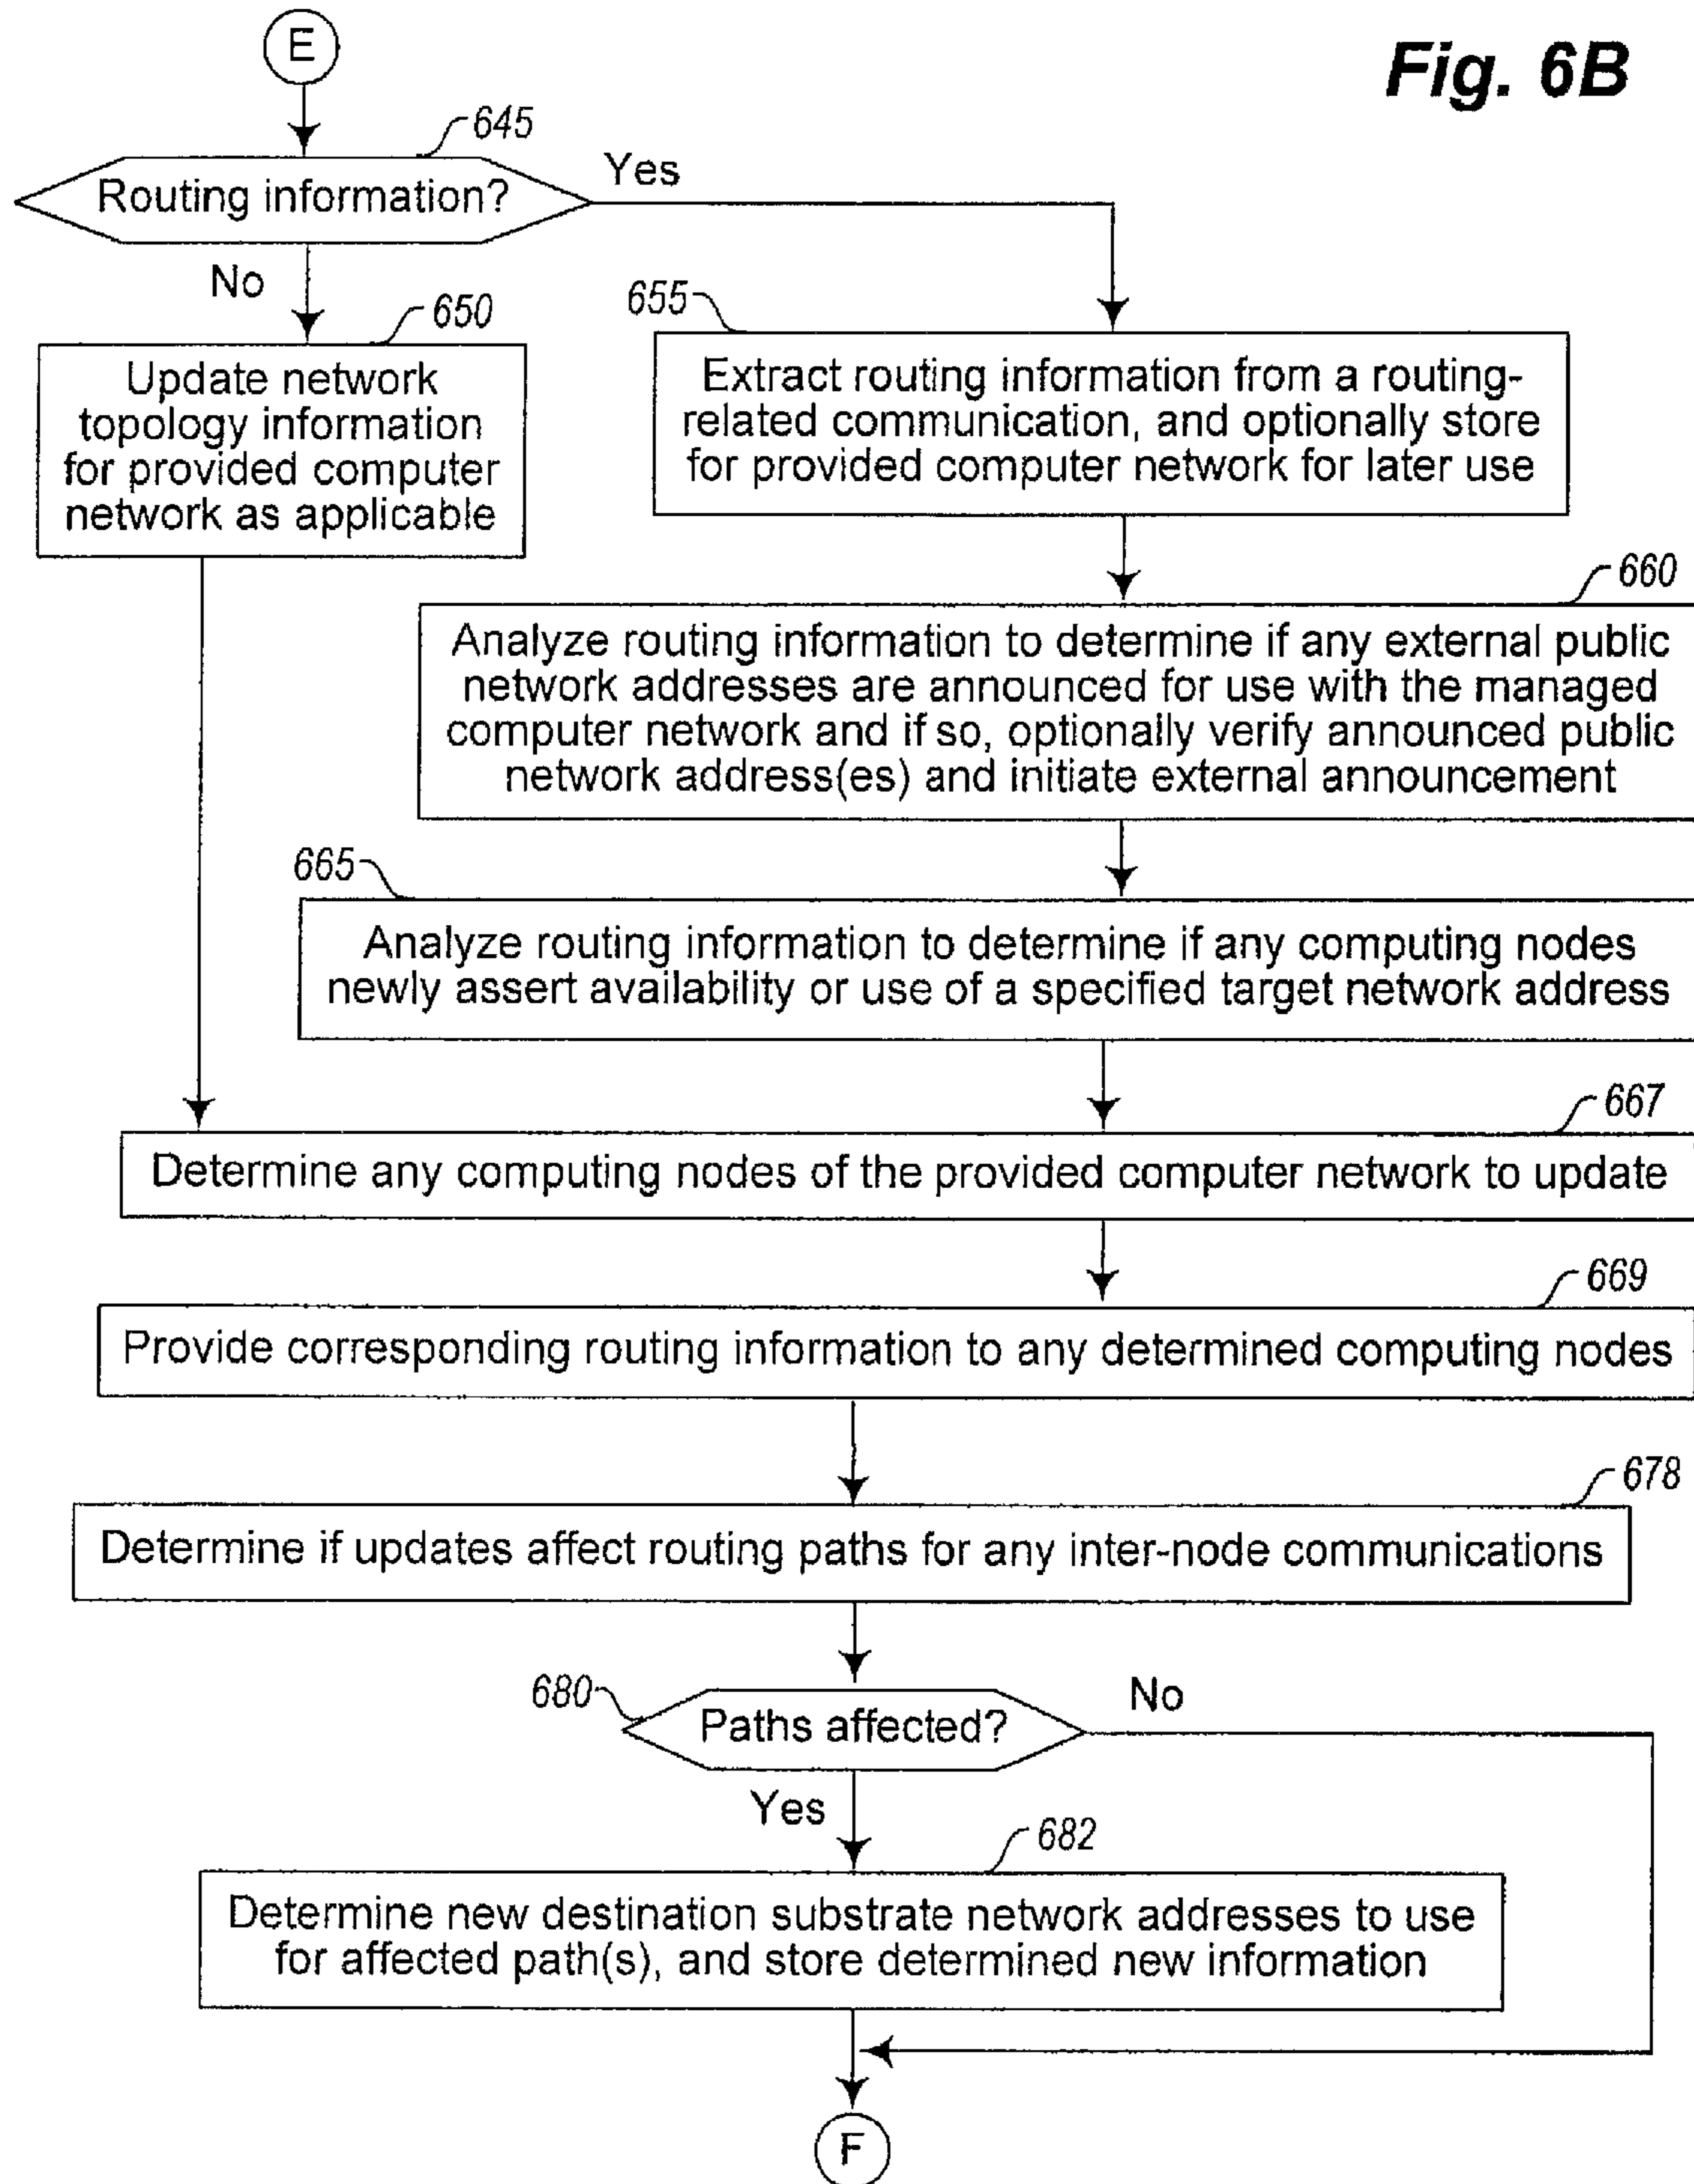 Fig. 6B
E
645
Routing information?
Yes
No
650
Update network
topology information
for provided computer
network as applicable
655
Extract routing information from a routing-
related communication, and optionally store
for provided computer network for later use
660
Analyze routing information to determine if any external public
network addresses are announced for use with the managed
computer network and if so, optionally verify announced public
network address(es) and initiate external announcement
665
Analyze routing information to determine if any computing nodes
newly assert availability or use of a specified target network address
667
Determine any computing nodes of the provided computer network to update
669
Provide corresponding routing information to any determined computing nodes
678
Determine if updates affect routing paths for any inter-node communications
680
Paths affected?
No
Yes
682
Determine new destination substrate network addresses to use
for affected path(s), and store determined new information
F